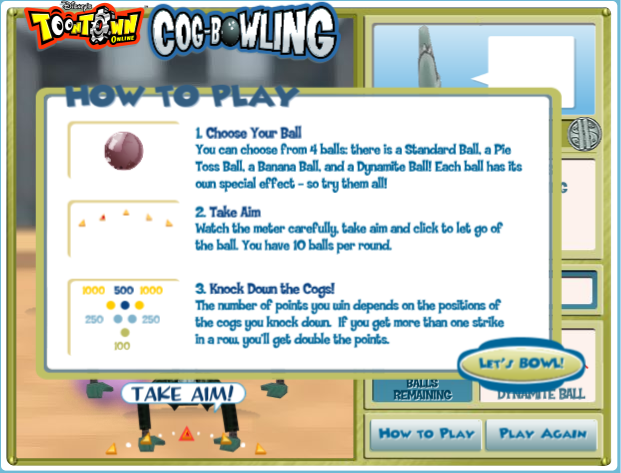 Disney's
TOONTOWN
ONLINE
COG-BOWLING
HOW TO PLAY
1. Choose Your Ball
You can choose from 4 balls: there is a Standard Ball, a Pie
Toss Ball, a Banana Ball, and a Dynamite Ball! Each ball has its
own special effect - so try them all!
2. Take Aim
Watch the meter carefully, take aim and click to let go of
the ball. You have 10 balls per round.
3. Knock Down the Cogs!
1000 500 1000
250 250
100
The number of points you win depends on the positions of
the cogs you knock down. If you get more than one strike
in a row, you'll get double the points.
LET'S BOWL!
TAKE AIM!
BALLS
REMAINING
DYNAMITE BALL
HOW TO PLAY
PLAY AGAIN